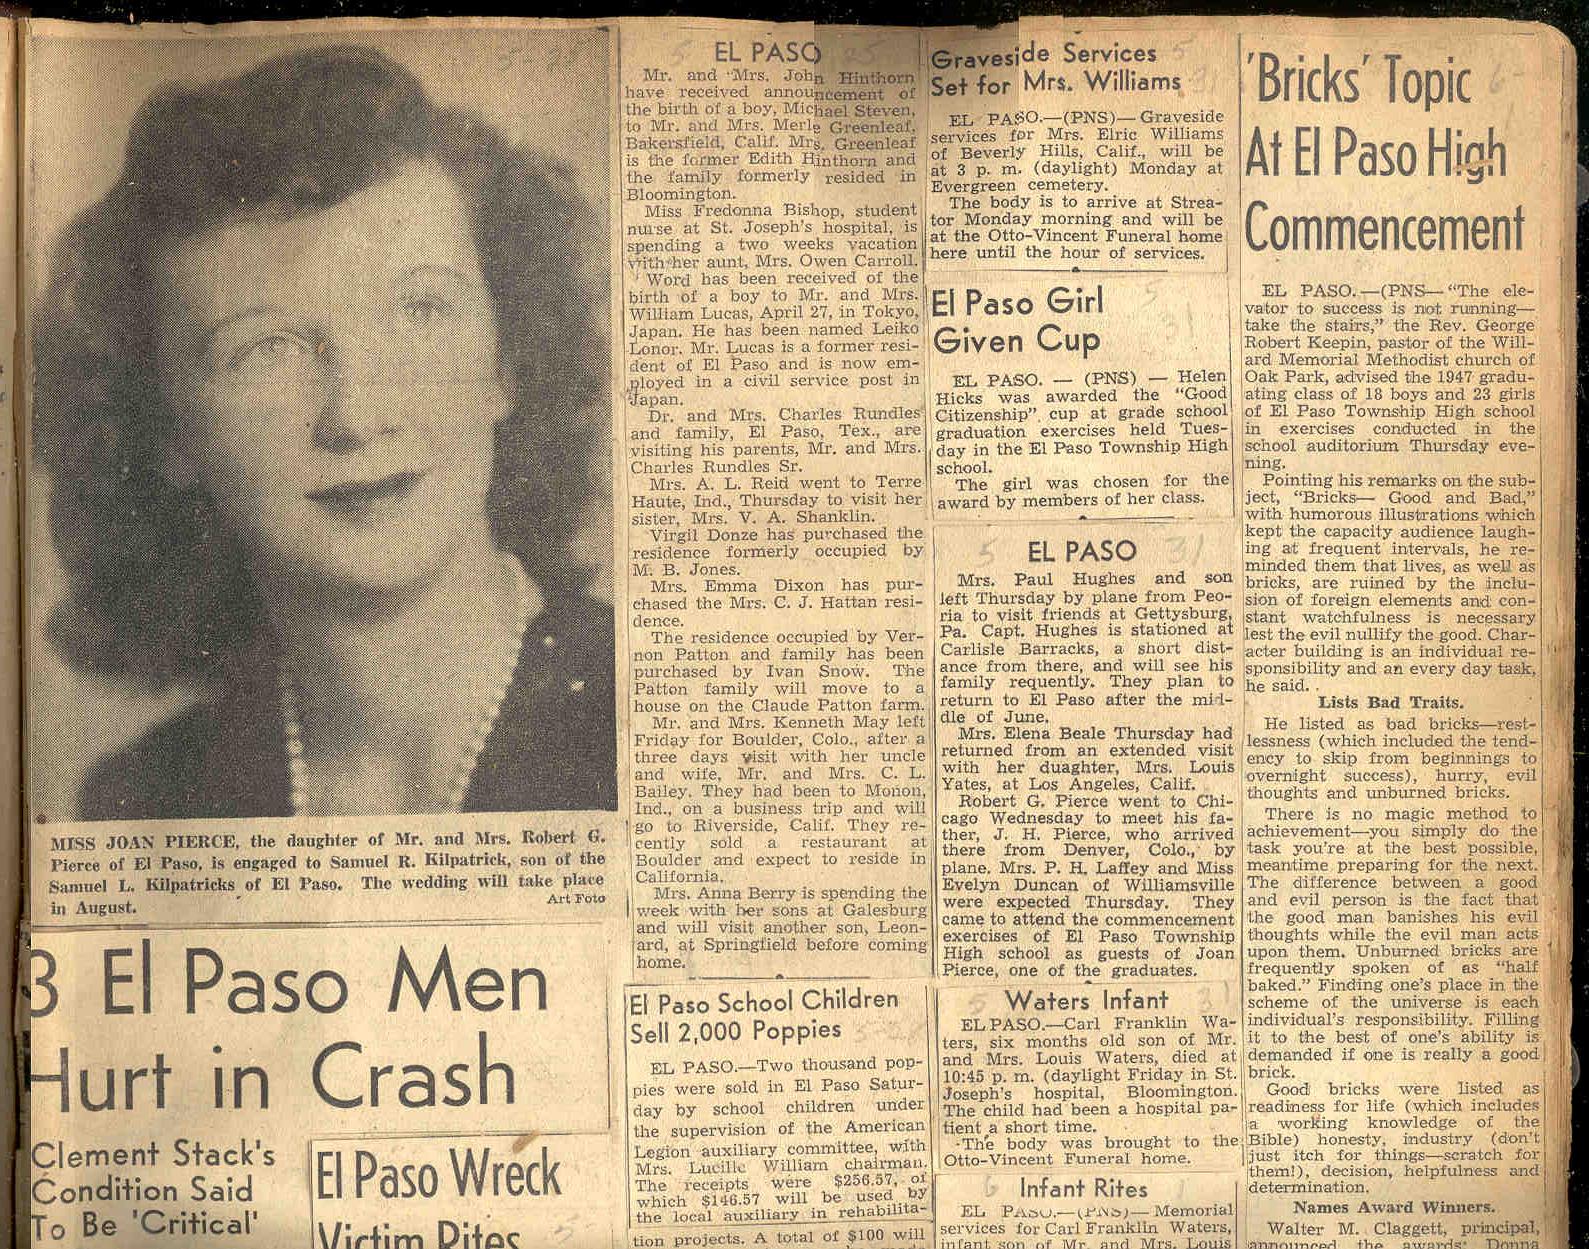 MISS JOAN PIERCE, the daughter of Mr. and Mrs. Robert G.
Pierce of El Paso, is engaged to Samuel R. Kilpatrick, son of the
Samuel L. Kilpatricks of El Paso. The wedding will take place
in August.
Art Foto
3 El Paso Men
Hurt in Crash
Clement Stack's
Condition Said
To Be 'Critical'
El Paso Wreck
Victim Rites
EL PASO
Mr. and Mrs. John Hinthorn
have received announcement of
the birth of a boy, Michael Steven,
to Mr. and Mrs. Merle Greenleaf,
Bakersfield, Calif. Mrs. Greenleaf
is the former Edith Hinthorn and
the family formerly resided in
Bloomington.
Miss Fredonna Bishop, student
nurse at St. Joseph's hospital, is
spending a two weeks vacation
with her aunt, Mrs. Owen Carroll.
Word has been received of the
birth of a boy to Mr. and Mrs.
William Lucas, April 27, in Tokyo,
Japan. He has been named Leiko
Lonor. Mr. Lucas is a former resi-
dent of El Paso and is now em-
ployed in a civil service post in
Japan.
Dr. and Mrs. Charles Rundles
and family, El Paso, Tex., are
visiting his parents, Mr. and Mrs.
Charles Rundles Sr.
Mrs. A. L. Reid went to Terre
Haute, Ind., Thursday to visit her
sister, Mrs. V. A. Shanklin.
Virgil Donze has purchased the
residence formerly occupied by
M. B. Jones.
Mrs. Emma Dixon has pur-
chased the Mrs. C. J. Hattan resi-
dence.
The residence occupied by Ver-
non Patton and family has been
purchased by Ivan Snow. The
Patton family will move to a
house on the Claude Patton farm.
Mr. and Mrs. Kenneth May left
Friday for Boulder, Colo., after a
three days visit with her uncle
and wife, Mr. and Mrs. C. L.
Bailey. They had been to Monon,
Ind., on a business trip and will
go to Riverside, Calif. They re-
cently sold a restaurant at
Boulder and expect to reside in
California.
Mrs. Anna Berry is spending the
week with her sons at Galesburg
and will visit another son, Leon-
ard, at Springfield before coming
home.
El Paso School Children
Sell 2,000 Poppies
EL PASO.—Two thousand pop-
pies were sold in El Paso Satur-
day by school children under
the supervision of the American
Legion auxiliary committee, with
Mrs. Lucille William chairman.
The receipts were $256.57, of
which $146.57 will be used by
the local auxiliary in rehabilita-
tion projects. A total of $100 will
Graveside Services
Set for Mrs. Williams
EL PASO.—(PNS)— Graveside
services for Mrs. Elric Williams
of Beverly Hills, Calif., will be
at 3 p. m. (daylight) Monday at
Evergreen cemetery.
The body is to arrive at Strea-
tor Monday morning and will be
at the Otto-Vincent Funeral home
here until the hour of services.
El Paso Girl
Given Cup
EL PASO. — (PNS) — Helen
Hicks was awarded the "Good
Citizenship" cup at grade school
graduation exercises held Tues-
day in the El Paso Township High
school.
The girl was chosen for the
award by members of her class.
5 EL PASO 31
Mrs. Paul Hughes and son
left Thursday by plane from Peo-
ria to visit friends at Gettysburg,
Pa. Capt. Hughes is stationed at
Carlisle Barracks, a short dist-
ance from there, and will see his
family requently. They plan to
return to El Paso after the mid-
dle of June.
Mrs. Elena Beale Thursday had
returned from an extended visit
with her duaghter, Mrs. Louis
Yates, at Los Angeles, Calif.
Robert G. Pierce went to Chi-
cago Wednesday to meet his fa-
ther, J. H. Pierce, who arrived
there from Denver, Colo., by
plane. Mrs. P. H. Laffey and Miss
Evelyn Duncan of Williamsville
were expected Thursday. They
came to attend the commencement
exercises of El Paso Township
High school as guests of Joan
Pierce, one of the graduates.
Waters Infant
EL PASO.—Carl Franklin Wa-
ters, six months old son of Mr.
and Mrs. Louis Waters, died at
10:45 p. m. (daylight Friday in St.
Joseph's hospital, Bloomington.
The child had been a hospital pa-
tient a short time.
The body was brought to the
Otto-Vincent Funeral home.
Infant Rites
EL PASO.—(PNS)— Memorial
services for Carl Franklin Waters,
infant son of Mr. and Mrs. Louis
'Bricks' Topic
At El Paso High
Commencement
EL PASO.—(PNS— "The ele-
vator to success is not running—
take the stairs," the Rev. George
Robert Keepin, pastor of the Will-
ard Memorial Methodist church of
Oak Park, advised the 1947 gradu-
ating class of 18 boys and 23 girls
of El Paso Township High school
in exercises conducted in the
school auditorium Thursday eve-
ning.
Pointing his remarks on the sub-
ject, "Bricks— Good and Bad,"
with humorous illustrations which
kept the capacity audience laugh-
ing at frequent intervals, he re-
minded them that lives, as well as
bricks, are ruined by the inclu-
sion of foreign elements and con-
stant watchfulness is necessary
lest the evil nullify the good. Char-
acter building is an individual re-
sponsibility and an every day task,
he said.
Lists Bad Traits.
He listed as bad bricks—rest-
lessness (which included the tend-
ency to skip from beginnings to
overnight success), hurry, evil
thoughts and unburned bricks.
There is no magic method to
achievement—you simply do the
task you're at the best possible,
meantime preparing for the next.
The difference between a good
and evil person is the fact that
the good man banishes his evil
thoughts while the evil man acts
upon them. Unburned bricks are
frequently spoken of as "half
baked." Finding one's place in the
scheme of the universe is each
individual's responsibility. Filling
it to the best of one's ability is
demanded if one is really a good
brick.
Good bricks were listed as
readiness for life (which includes
a working knowledge of the
Bible) honesty, industry (don't
just itch for things—scratch for
them!), decision, helpfulness and
determination.
Names Award Winners.
Walter M. Claggett, principal,
announced the awards: Donna